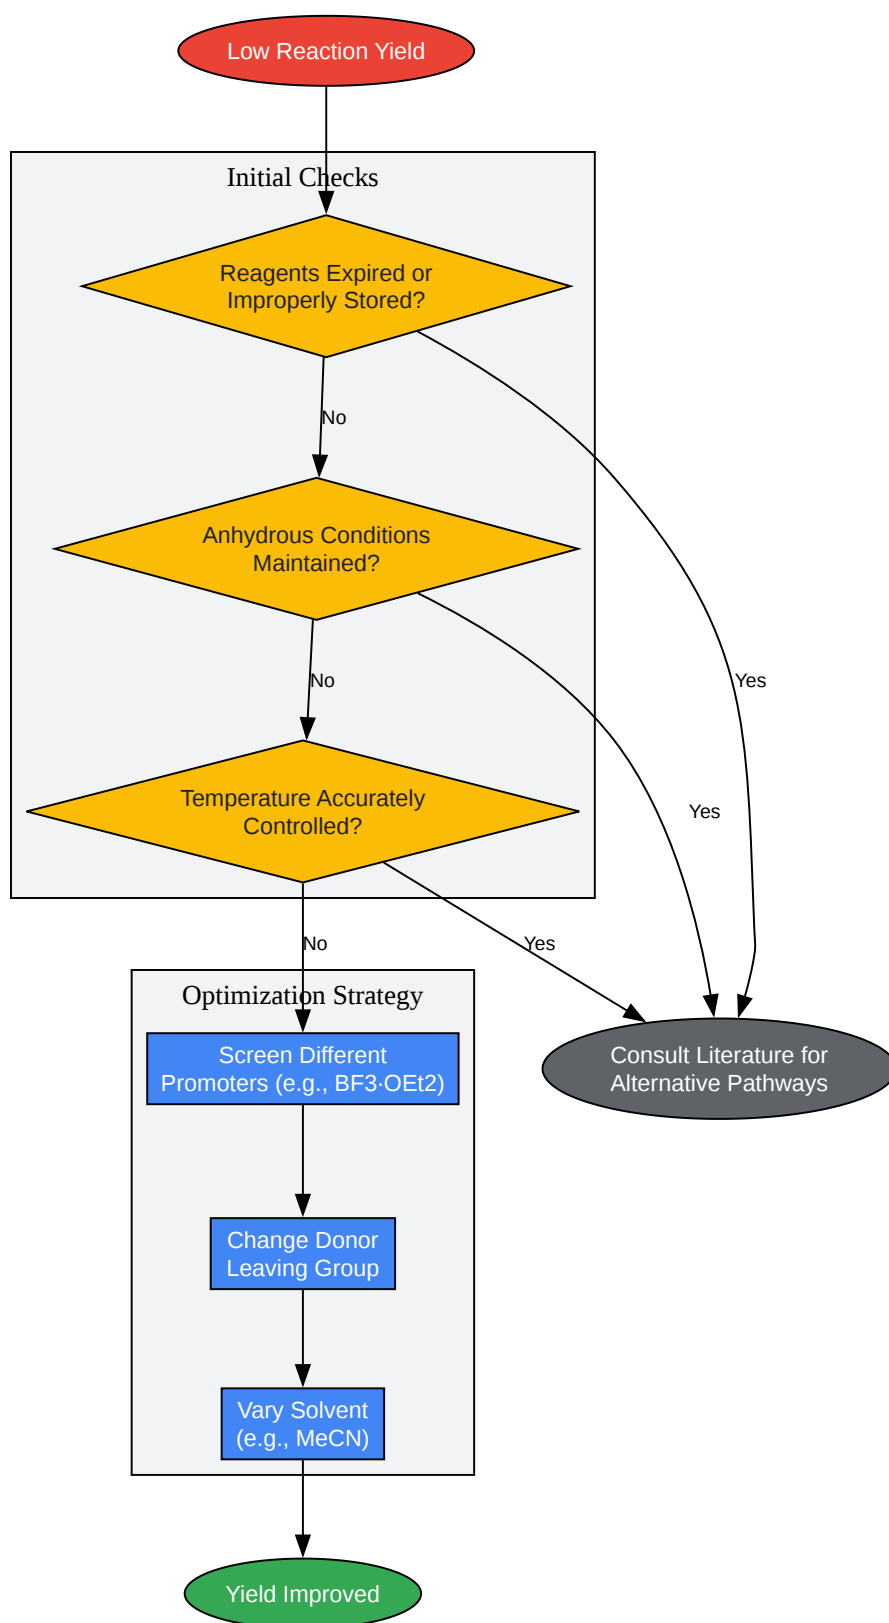 Low Reaction Yield
Initial Checks
Reagents Expired or
Improperly Stored?
No
Anhydrous Conditions
Maintained?
No
Yes
Temperature Accurately
Controlled?
Yes
No
Yes
Optimization Strategy
Screen Different
Promoters (e.g., BF3·OEt2)
Consult Literature for
Alternative Pathways
Change Donor
Leaving Group
Vary Solvent
(e.g., MeCN)
Yield Improved